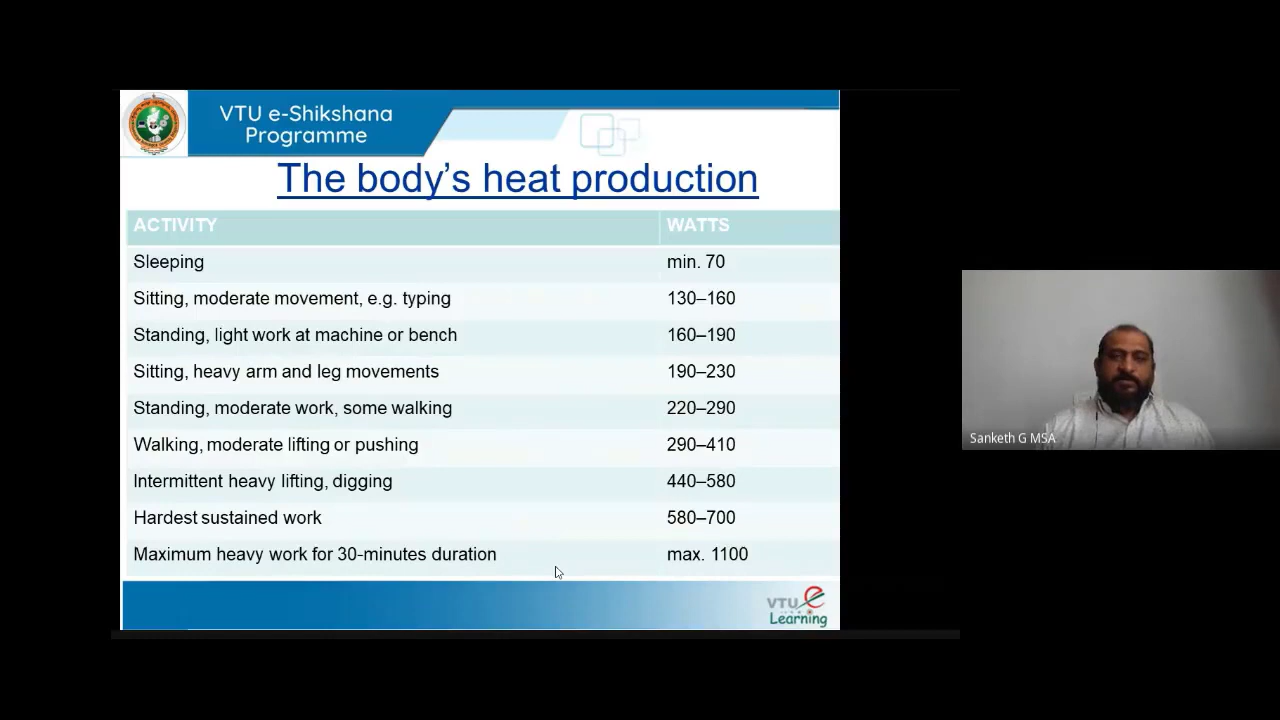 VTU e-Shikshana
Programme
The body's heat production
ACTIVITY WATTS
Sleeping min. 70
Sitting, moderate movement, e.g. typing 130–160
Standing, light work at machine or bench 160–190
Sitting, heavy arm and leg movements 190–230
Standing, moderate work, some walking 220–290
Walking, moderate lifting or pushing 290–410
Intermittent heavy lifting, digging 440–580
Hardest sustained work 580–700
Maximum heavy work for 30-minutes duration max. 1100
Sanketh G MSA
VTU e
Learning